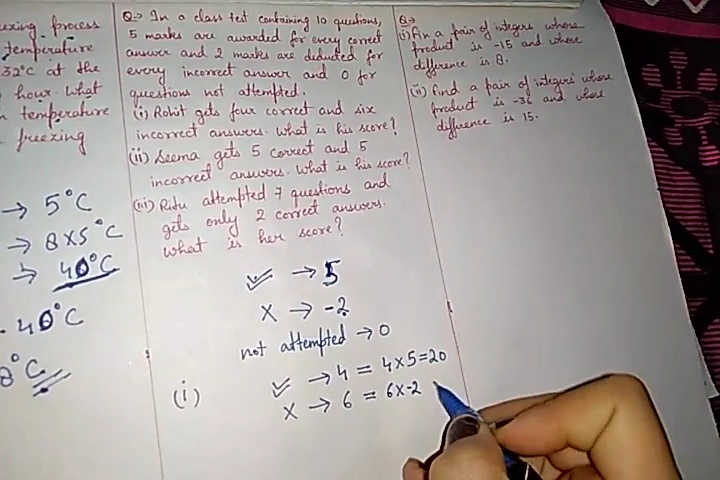 uezing process
temperature
32°C at the
hour. What
temperature
freezing
→ 5°C
→ 8×5°C
→ 40°C
. 40°C
8°C
Q→ In a class test containing 10 questions,
5 marks are awarded for every correct
answer and 2 marks are deducted for
every incorrect answer and 0 for
questions not attempted.
(i) Rohit gets four correct and six
incorrect answers. What is his score?
(ii) Seema gets 5 correct and 5
incorrect answers. What is his score?
(iii) Ridu attempted 7 questions and
gets only 2 correct answers.
What is her score?
✓ → 5
X → -2
not attempted → 0
(i) ✓ → 4 = 4×5=20
X → 6 = 6×-2
Q→
(i) Fin a pair of integers whose
product is -15 and whose
difference is 8.
(ii) Find a pair of integers whose
product is -36 and whose
difference is 15.